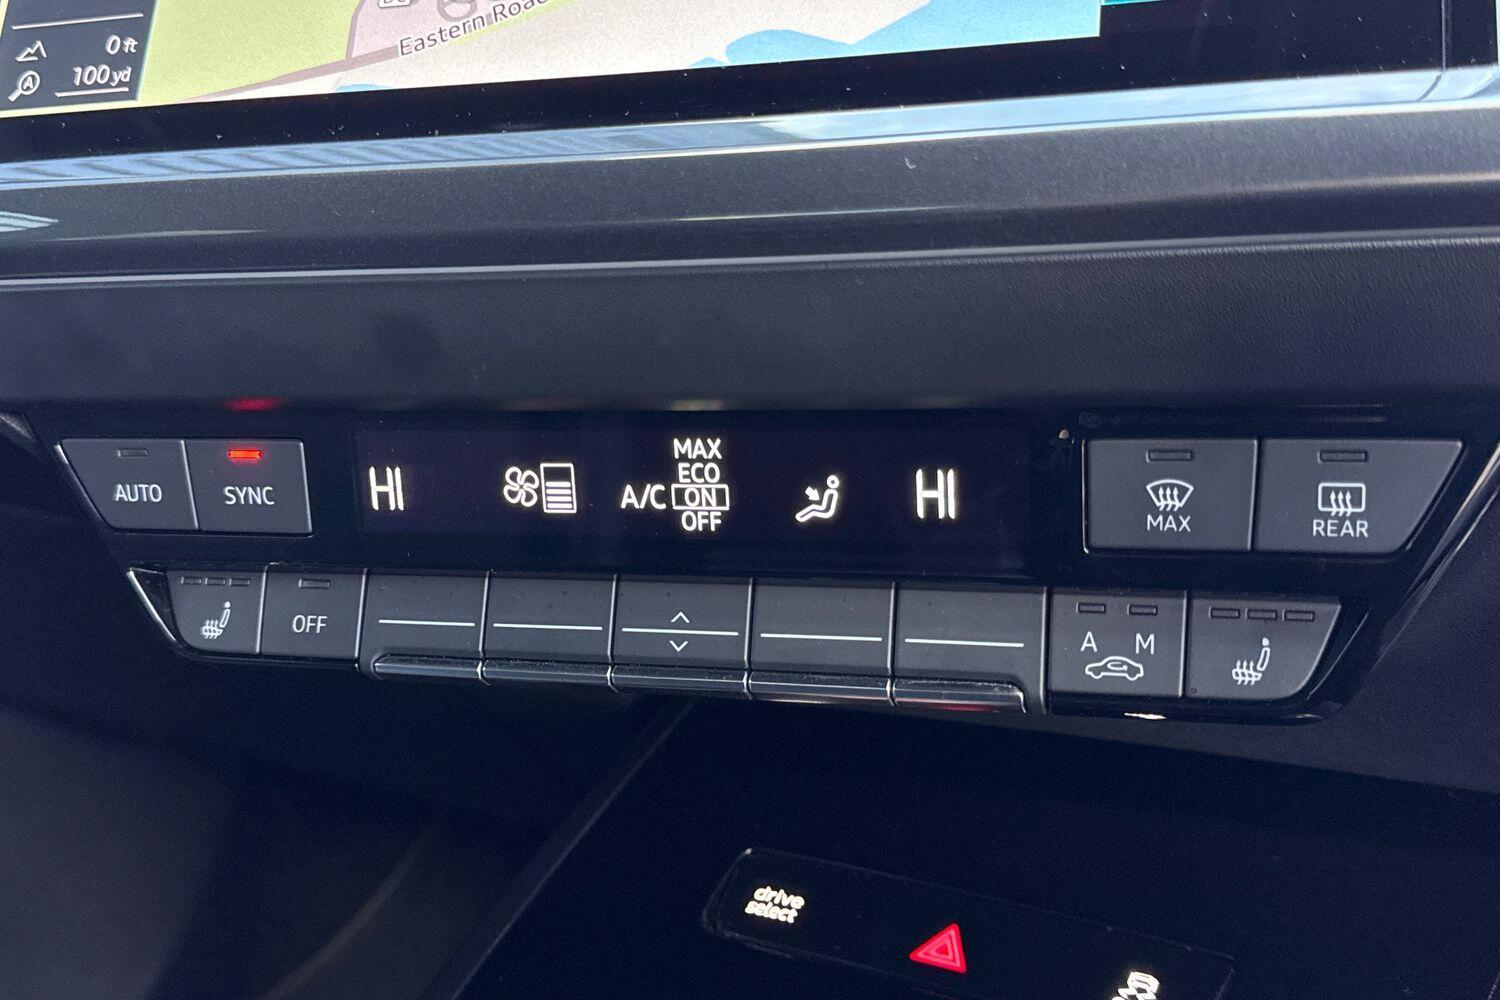 0 ft
100 yd
Eastern Road
AUTO
SYNC
HI
A/C
MAX
ECO
ON
OFF
HI
MAX
REAR
OFF
A M
drive
select